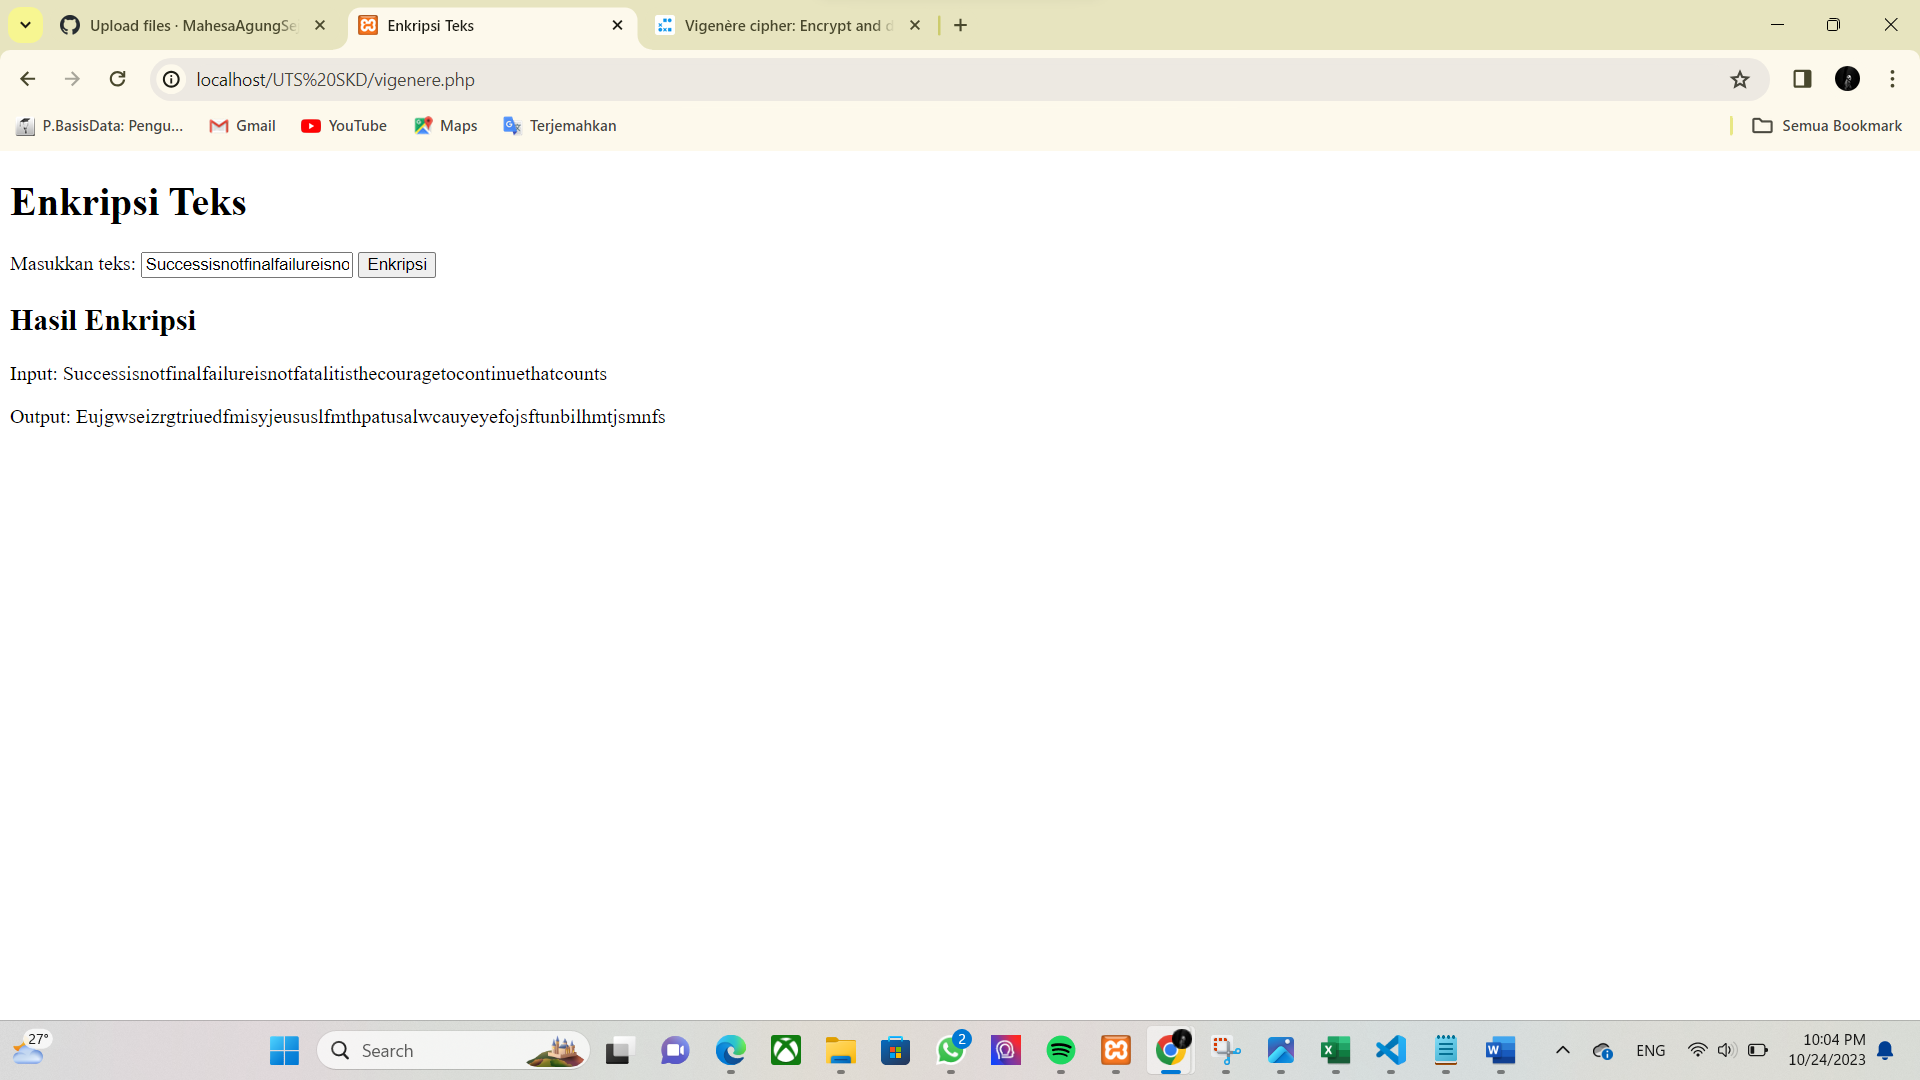 Upload files · MahesaAgungSej
Enkripsi Teks
Vigenère cipher: Encrypt and d
localhost/UTS%20SKD/vigenere.php
P.BasisData: Pengu...
Gmail
YouTube
Maps
Terjemahkan
Semua Bookmark
Enkripsi Teks
Masukkan teks: Successisnotfinalfailureisno Enkripsi
Hasil Enkripsi
Input: Successisnotfinalfailureisnotfatalitisthecouragetocontinuethatcounts
Output: Eujgwseizrgtriuedfmisyjeususlfmthpatusalwcauyeyefojsftunbilhmtjsmnfs
27°
Search
2
W
ENG
10:04 PM
10/24/2023